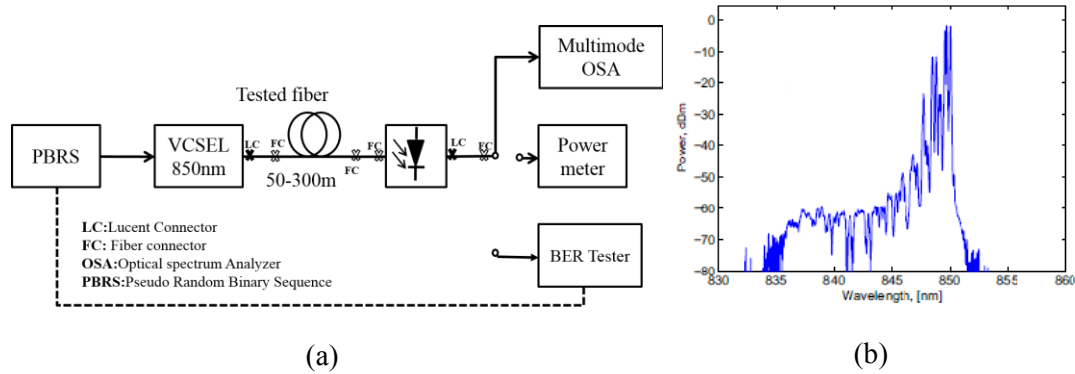 PBRS
VCSEL
850nm
LC
FC
Tested fiber
50-300m
FC
FC
LC
FC
Multimode
OSA
Power
meter
BER Tester
LC:Lucent Connector
FC: Fiber connector
OSA:Optical spectrum Analyzer
PBRS:Pseudo Random Binary Sequence
(a)
Power, dBm
0
−10
−20
−30
−40
−50
−60
−70
−80
830
835
840
845
850
855
860
Wavelength, [nm]
(b)